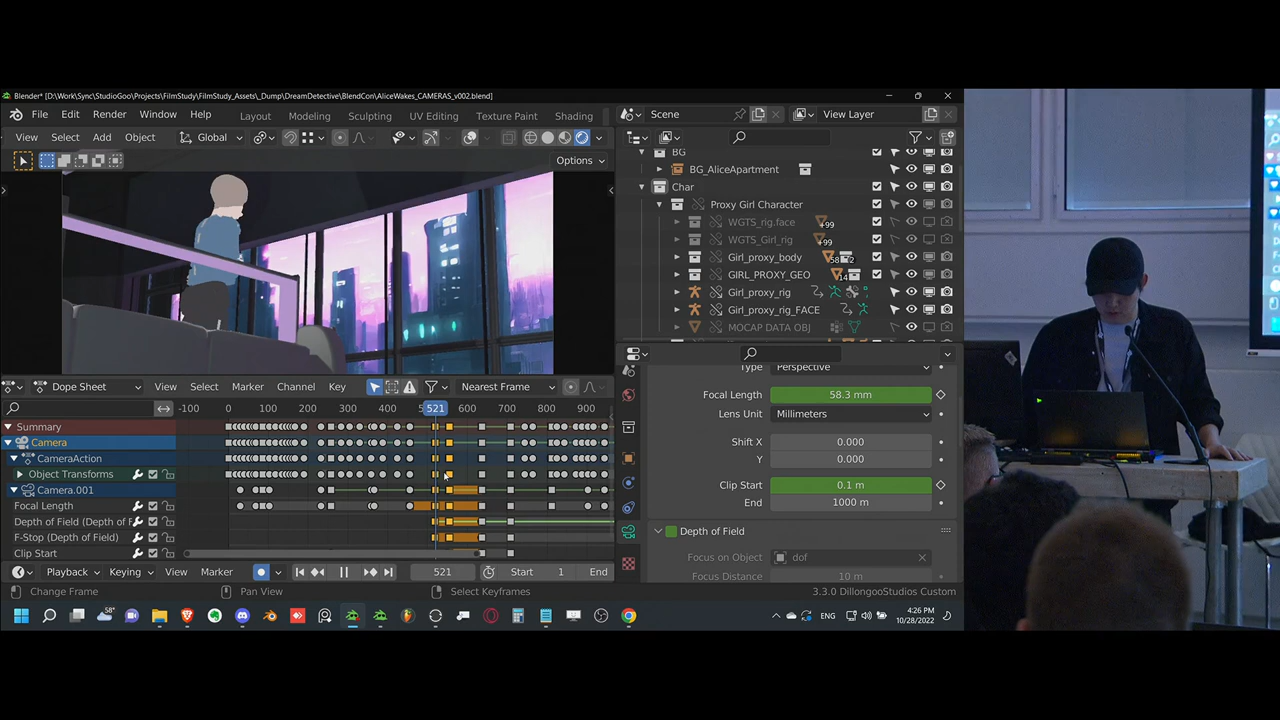 Blender* [D:\Work\Sync\StudioGoo\Projects\FilmStudy\FilmStudy_Assets\_Dump\DreamDetective\BlendCon\AliceWakes_CAMERAS_v002.blend]
File Edit Render Window Help Layout Modeling Sculpting UV Editing Texture Paint Shading
Scene View Layer
View Select Add Object Global
Options
BG
BG_AliceApartment
Char
Proxy Girl Character
WGTS_rig.face +99
WGTS_Girl_rig +99
Girl_proxy_body 58 2
GIRL_PROXY_GEO 14
Girl_proxy_rig
Girl_proxy_rig_FACE
MOCAP DATA OBJ
Type Perspective
Focal Length 58.3 mm
Lens Unit Millimeters
Shift X 0.000
Y 0.000
Clip Start 0.1 m
End 1000 m
Depth of Field
Focus on Object dof
Focus Distance 10 m
Dope Sheet View Select Marker Channel Key Nearest Frame
-100 0 100 200 300 400 521 600 700 800 900
Summary
Camera
CameraAction
Object Transforms
Camera.001
Focal Length
Depth of Field (Depth of F
F-Stop (Depth of Field)
Clip Start
Playback Keying View Marker 521 Start 1 End
Change Frame Pan View Select Keyframes 3.3.0 DillongooStudios Custom
58° ENG 4:26 PM
10/28/2022